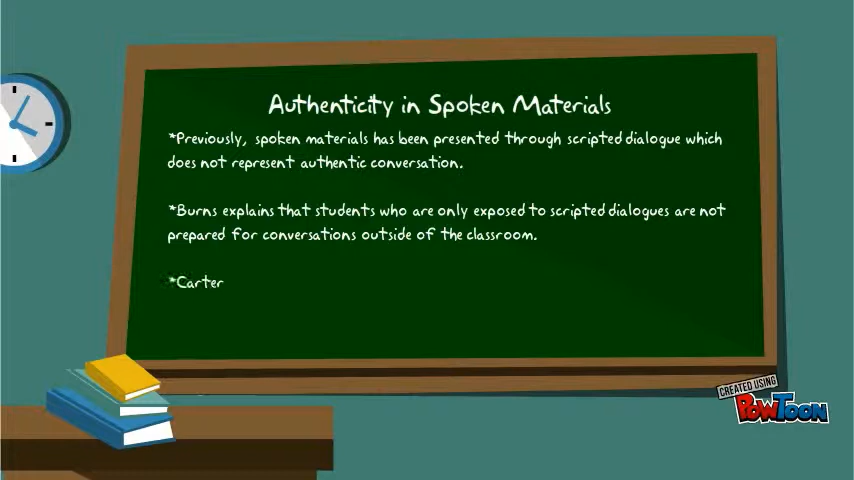 Authenticity in Spoken Materials
*Previously, spoken materials has been presented through scripted dialogue which
does not represent authentic conversation.
*Burns explains that students who are only exposed to scripted dialogues are not
prepared for conversations outside of the classroom.
*Carter
CREATED USING
POWTOON